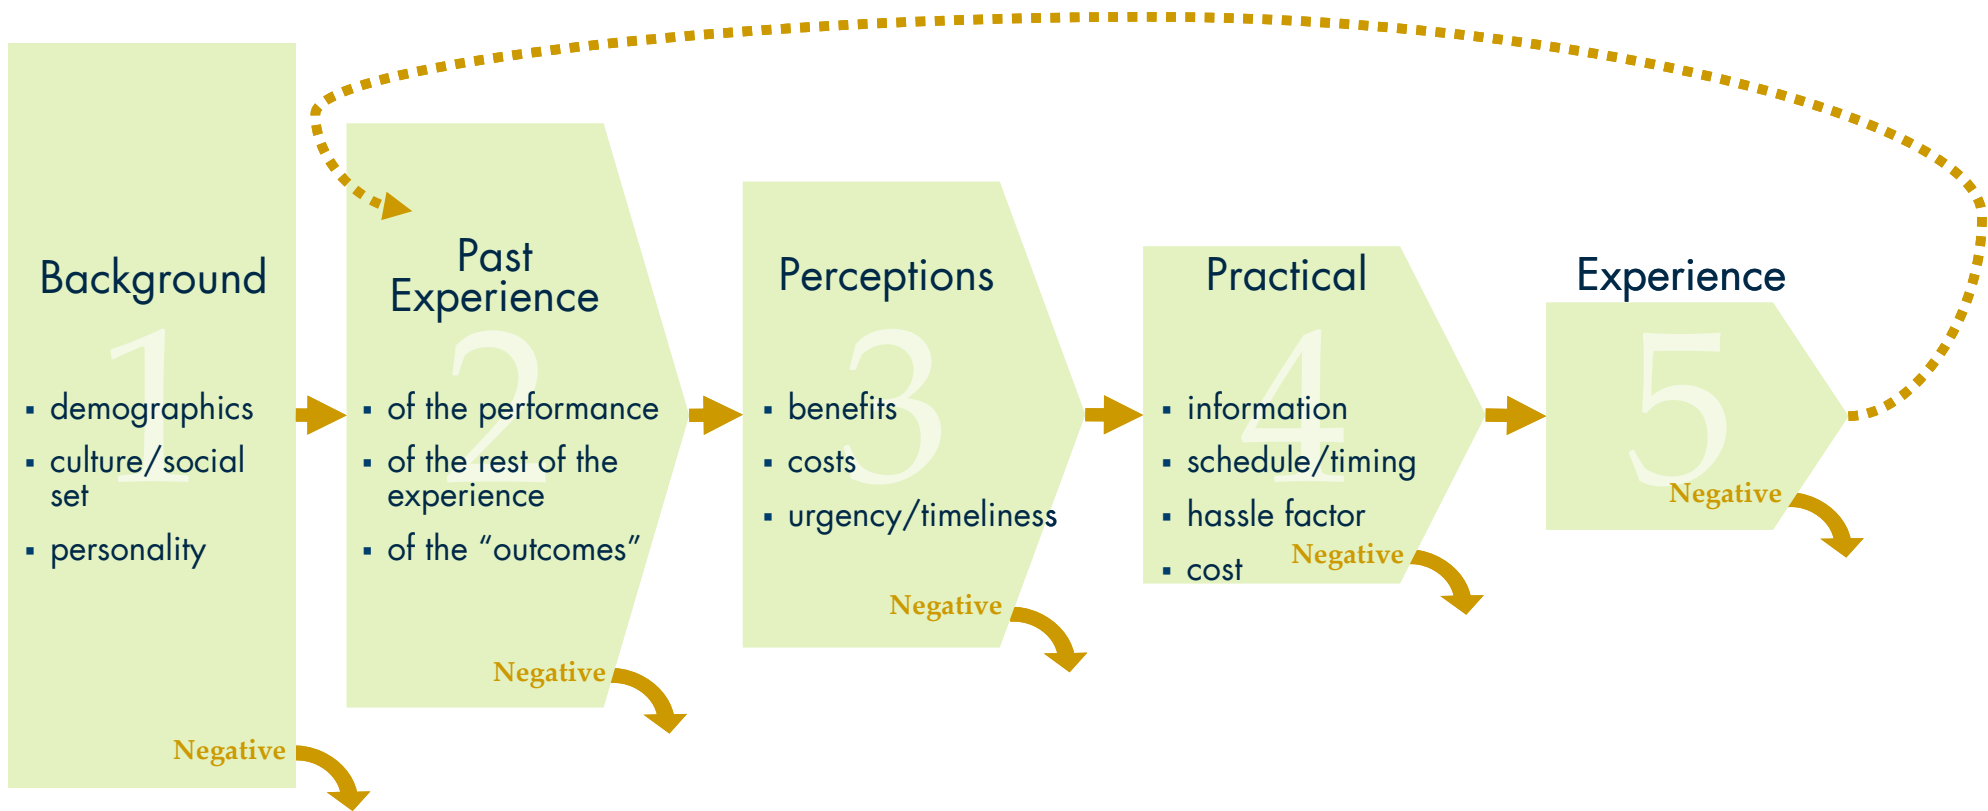 Background
1
▪ demographics
▪ culture/social
set
▪ personality
Negative
Past
Experience
2
▪ of the performance
▪ of the rest of the
experience
▪ of the “outcomes”
Negative
Perceptions
3
▪ benefits
▪ costs
▪ urgency/timeliness
Negative
Practical
4
▪ information
▪ schedule/timing
▪ hassle factor
▪ cost
Negative
Experience
5
Negative